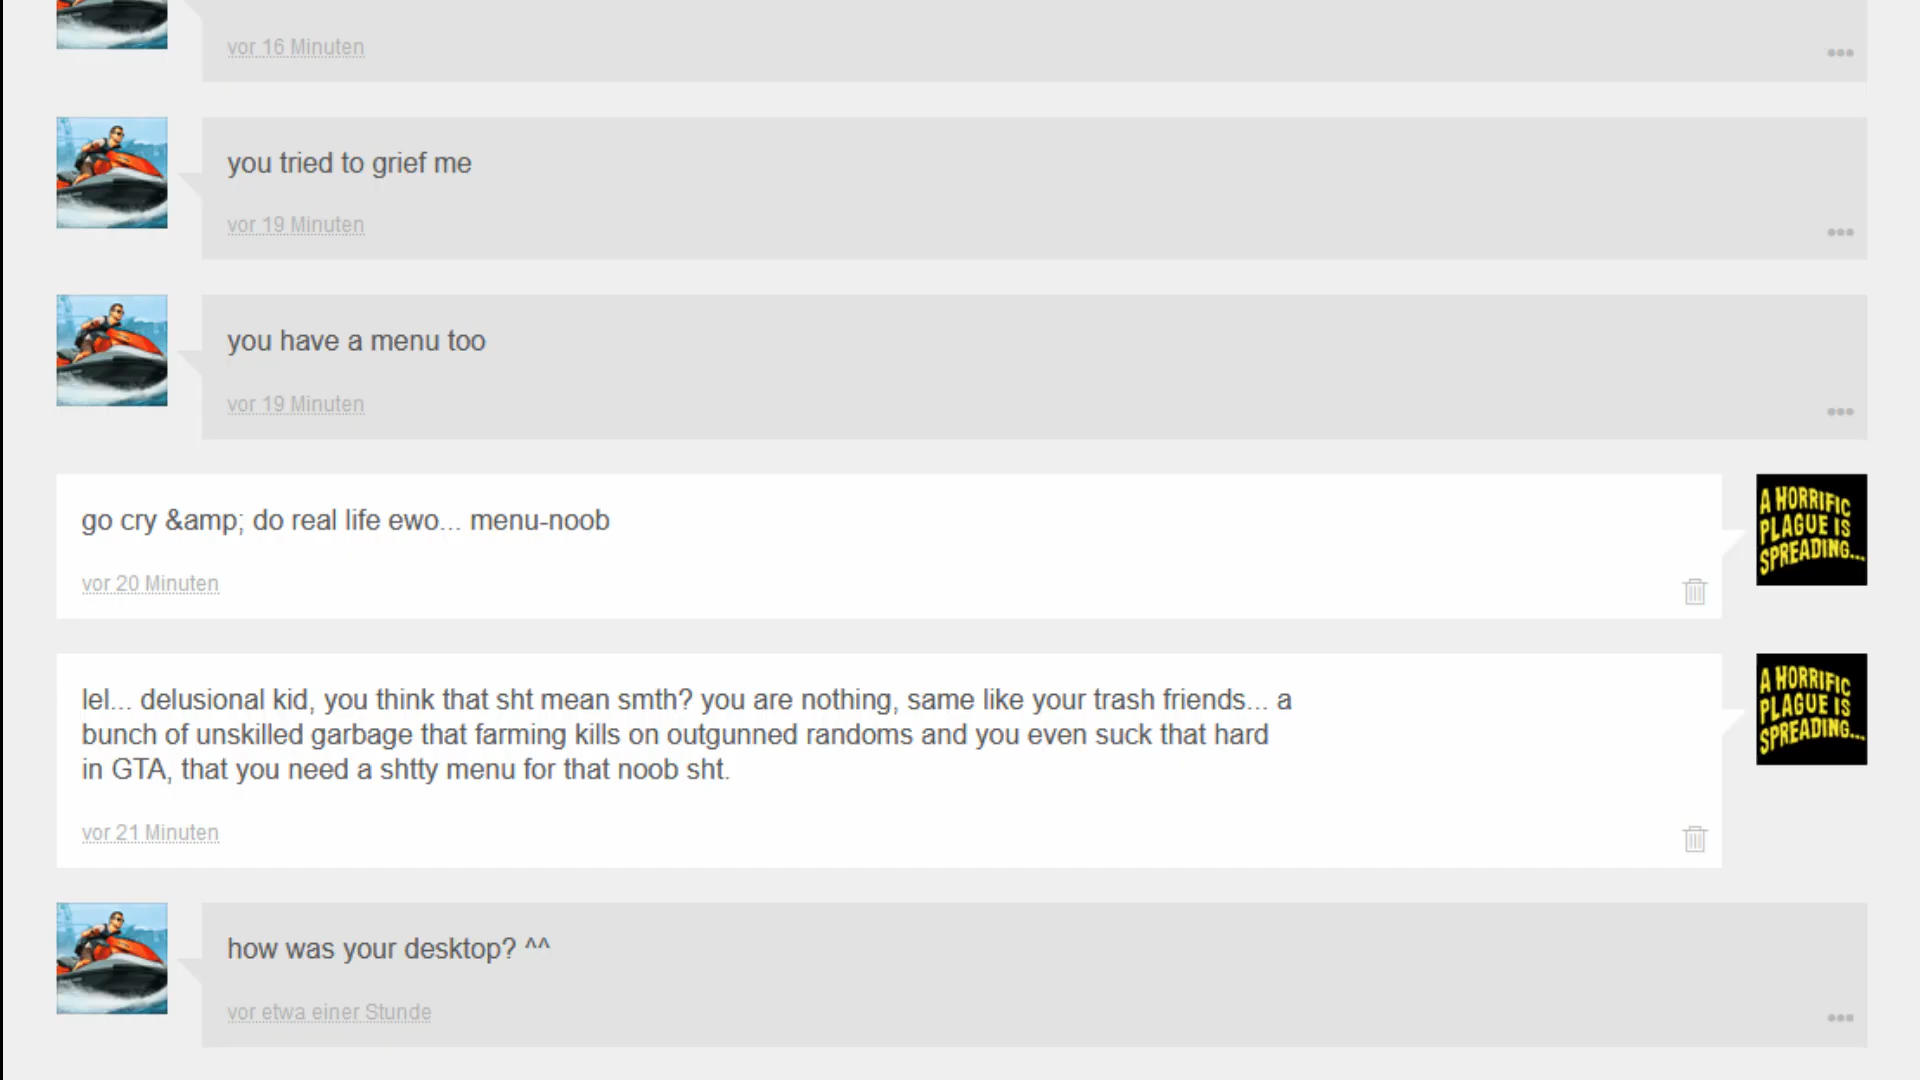 vor 16 Minuten
you tried to grief me
vor 19 Minuten
you have a menu too
vor 19 Minuten
go cry &amp; do real life ewo... menu-noob
vor 20 Minuten
A HORRIFIC
PLAGUE IS
SPREADING...
lel... delusional kid, you think that sht mean smth? you are nothing, same like your trash friends... a
bunch of unskilled garbage that farming kills on outgunned randoms and you even suck that hard
in GTA, that you need a shtty menu for that noob sht.
vor 21 Minuten
A HORRIFIC
PLAGUE IS
SPREADING...
how was your desktop? ^^
vor etwa einer Stunde